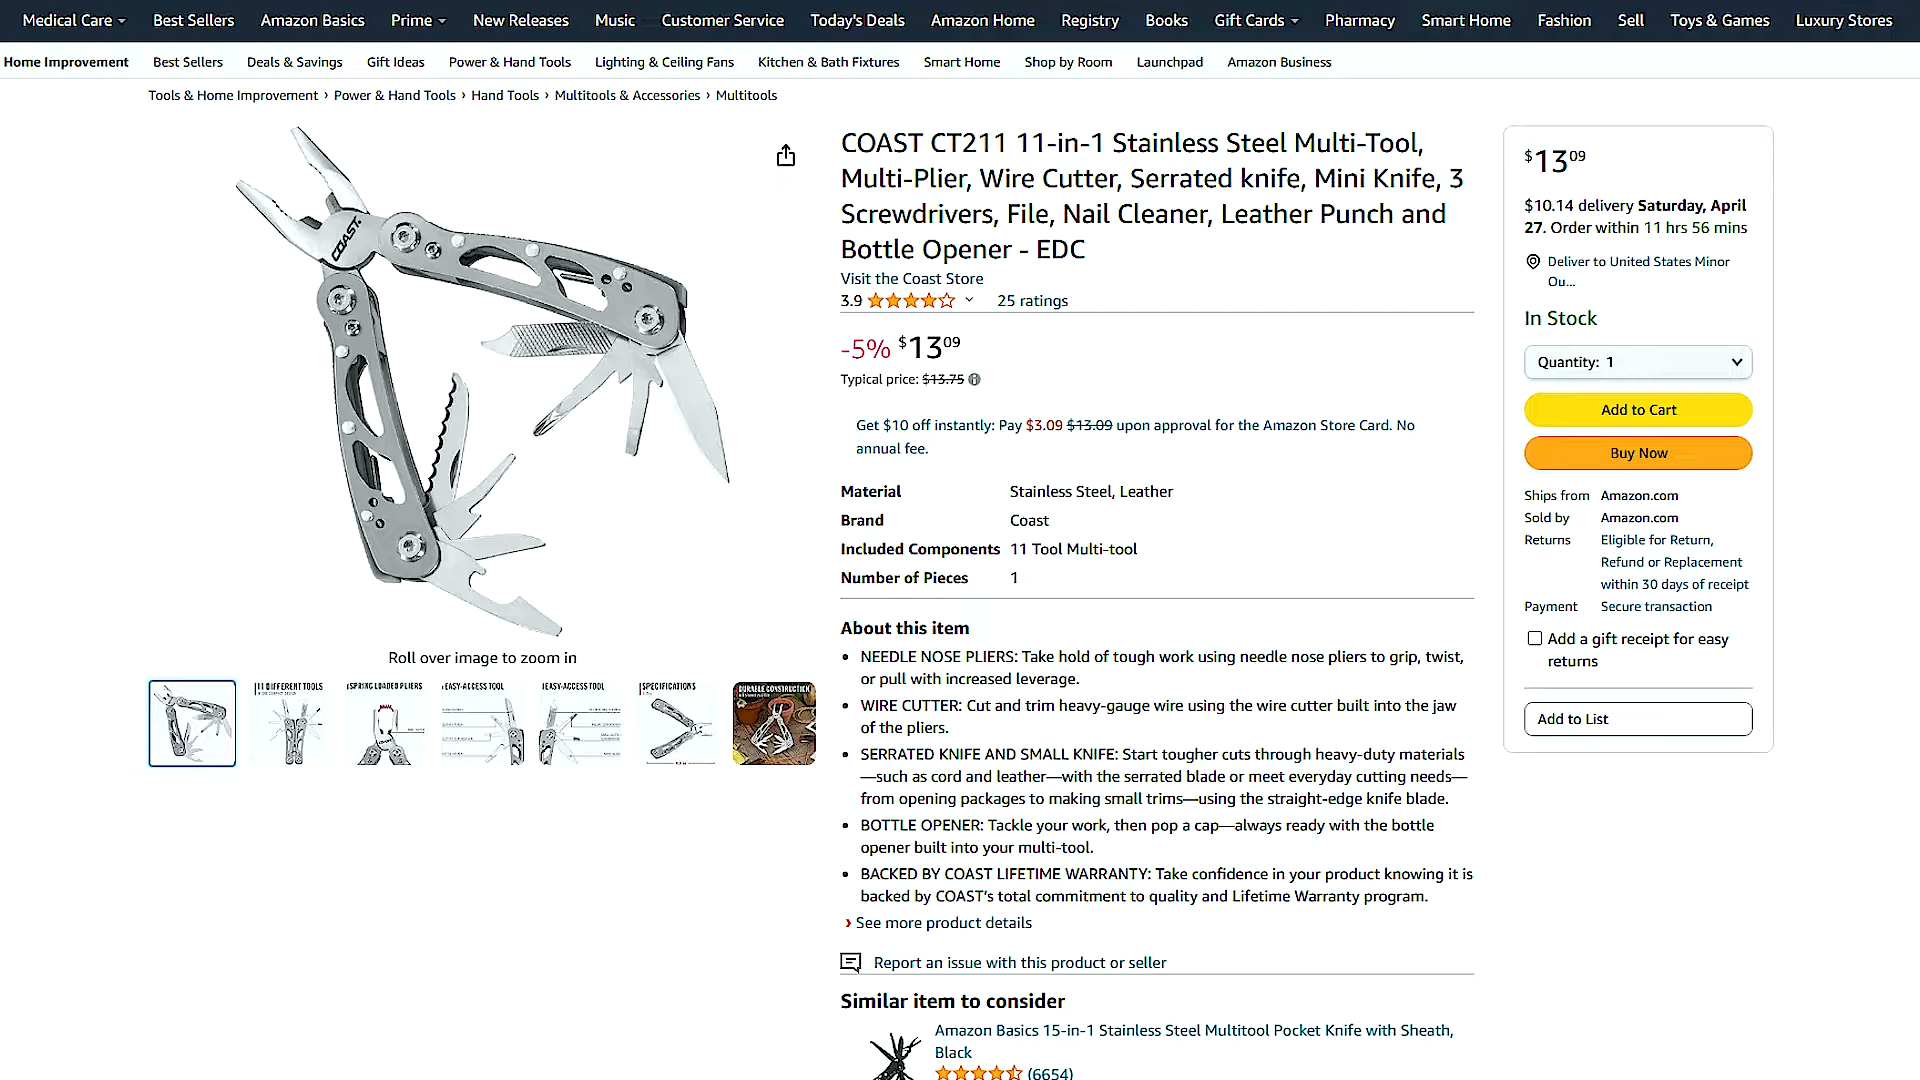 Medical Care Best Sellers Amazon Basics Prime New Releases Music Customer Service Today's Deals Amazon Home Registry Books Gift Cards Pharmacy Smart Home Fashion Sell Toys & Games Luxury Stores
Home Improvement Best Sellers Deals & Savings Gift Ideas Power & Hand Tools Lighting & Ceiling Fans Kitchen & Bath Fixtures Smart Home Shop by Room Launchpad Amazon Business
Tools & Home Improvement › Power & Hand Tools › Hand Tools › Multitools & Accessories › Multitools
COAST
Roll over image to zoom in
11 DIFFERENT TOOLS
SPRING LOADED PLIERS
EASY-ACCESS TOOL
EASY-ACCESS TOOL
SPECIFICATIONS
DURABLE CONSTRUCTION
COAST CT211 11-in-1 Stainless Steel Multi-Tool,
Multi-Plier, Wire Cutter, Serrated knife, Mini Knife, 3
Screwdrivers, File, Nail Cleaner, Leather Punch and
Bottle Opener - EDC
Visit the Coast Store
3.9 25 ratings
-5% $13 09
Typical price: $13.75
Get $10 off instantly: Pay $3.09 $13.09 upon approval for the Amazon Store Card. No
annual fee.
Material Stainless Steel, Leather
Brand Coast
Included Components 11 Tool Multi-tool
Number of Pieces 1
About this item
• NEEDLE NOSE PLIERS: Take hold of tough work using needle nose pliers to grip, twist,
or pull with increased leverage.
• WIRE CUTTER: Cut and trim heavy-gauge wire using the wire cutter built into the jaw
of the pliers.
• SERRATED KNIFE AND SMALL KNIFE: Start tougher cuts through heavy-duty materials
—such as cord and leather—with the serrated blade or meet everyday cutting needs—
from opening packages to making small trims—using the straight-edge knife blade.
• BOTTLE OPENER: Tackle your work, then pop a cap—always ready with the bottle
opener built into your multi-tool.
• BACKED BY COAST LIFETIME WARRANTY: Take confidence in your product knowing it is
backed by COAST's total commitment to quality and Lifetime Warranty program.
› See more product details
Report an issue with this product or seller
Similar item to consider
Amazon Basics 15-in-1 Stainless Steel Multitool Pocket Knife with Sheath,
Black
(6654)
$13 09
$10.14 delivery Saturday, April
27. Order within 11 hrs 56 mins
Deliver to United States Minor
Ou...
In Stock
Quantity: 1
Add to Cart
Buy Now
Ships from Amazon.com
Sold by Amazon.com
Returns Eligible for Return,
Refund or Replacement
within 30 days of receipt
Payment Secure transaction
Add a gift receipt for easy
returns
Add to List